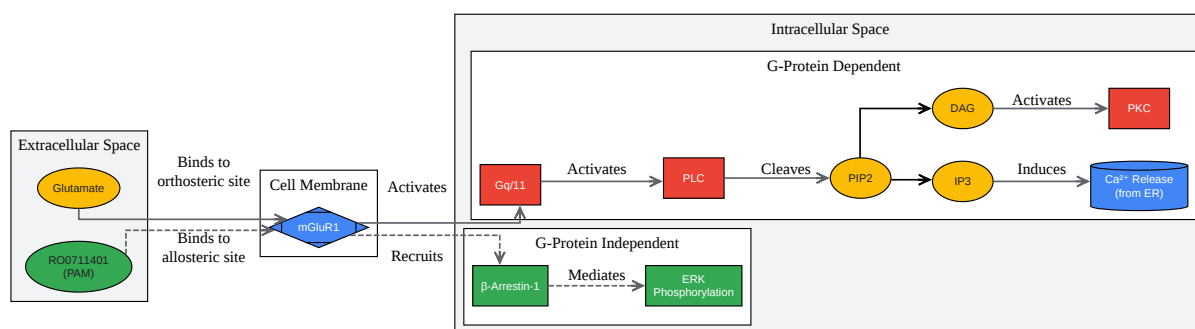 Intracellular Space
G-Protein Dependent
DAG
Activates
PKC
Extracellular Space
Glutamate
RO0711401
(PAM)
Binds to
orthosteric site
Binds to
allosteric site
Cell Membrane
mGluR1
Activates
Recruits
Gq/11
Activates
PLC
Cleaves
PIP2
IP3
Induces
Ca²⁺ Release
(from ER)
G-Protein Independent
β-Arrestin-1
Mediates
ERK
Phosphorylation